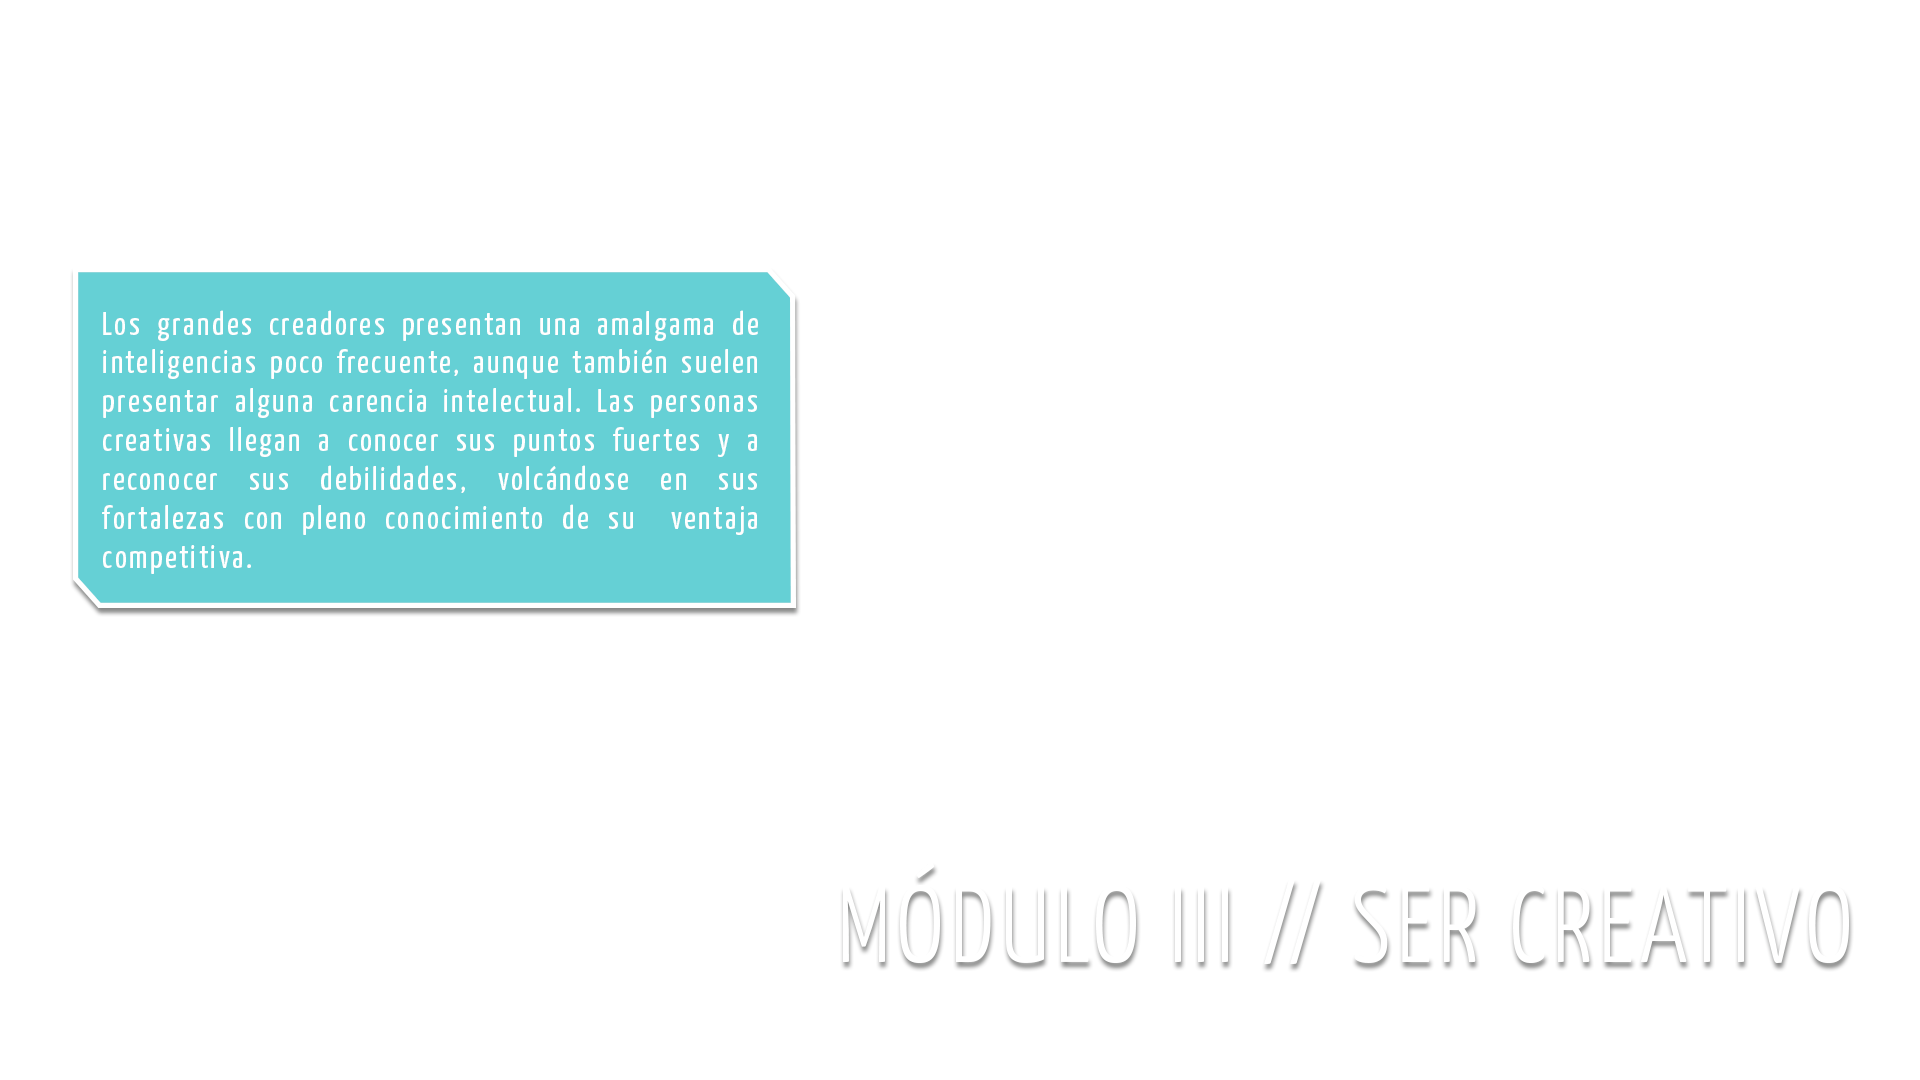 Los grandes creadores presentan una amalgama de
inteligencias poco frecuente, aunque también suelen
presentar alguna carencia intelectual. Las personas
creativas llegan a conocer sus puntos fuertes y a
reconocer sus debilidades, volcándose en sus
fortalezas con pleno conocimiento de su ventaja
competitiva.
MÓDULO III // SER CREATIVO